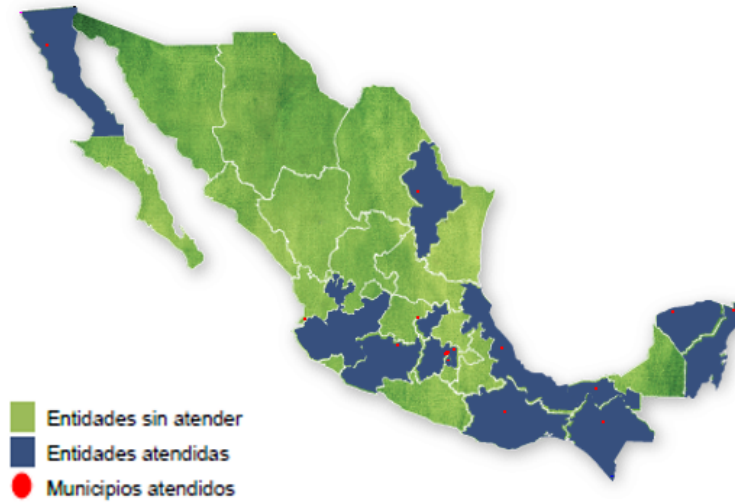 Entidades sin atender
Entidades atendidas
Municipios atendidos